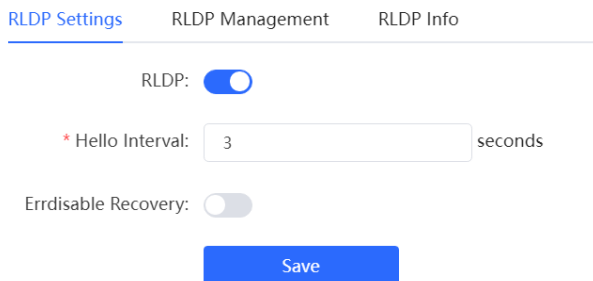 RLDP Settings RLDP Management RLDP Info
RLDP:
* Hello Interval: 3 seconds
Errdisable Recovery:
Save